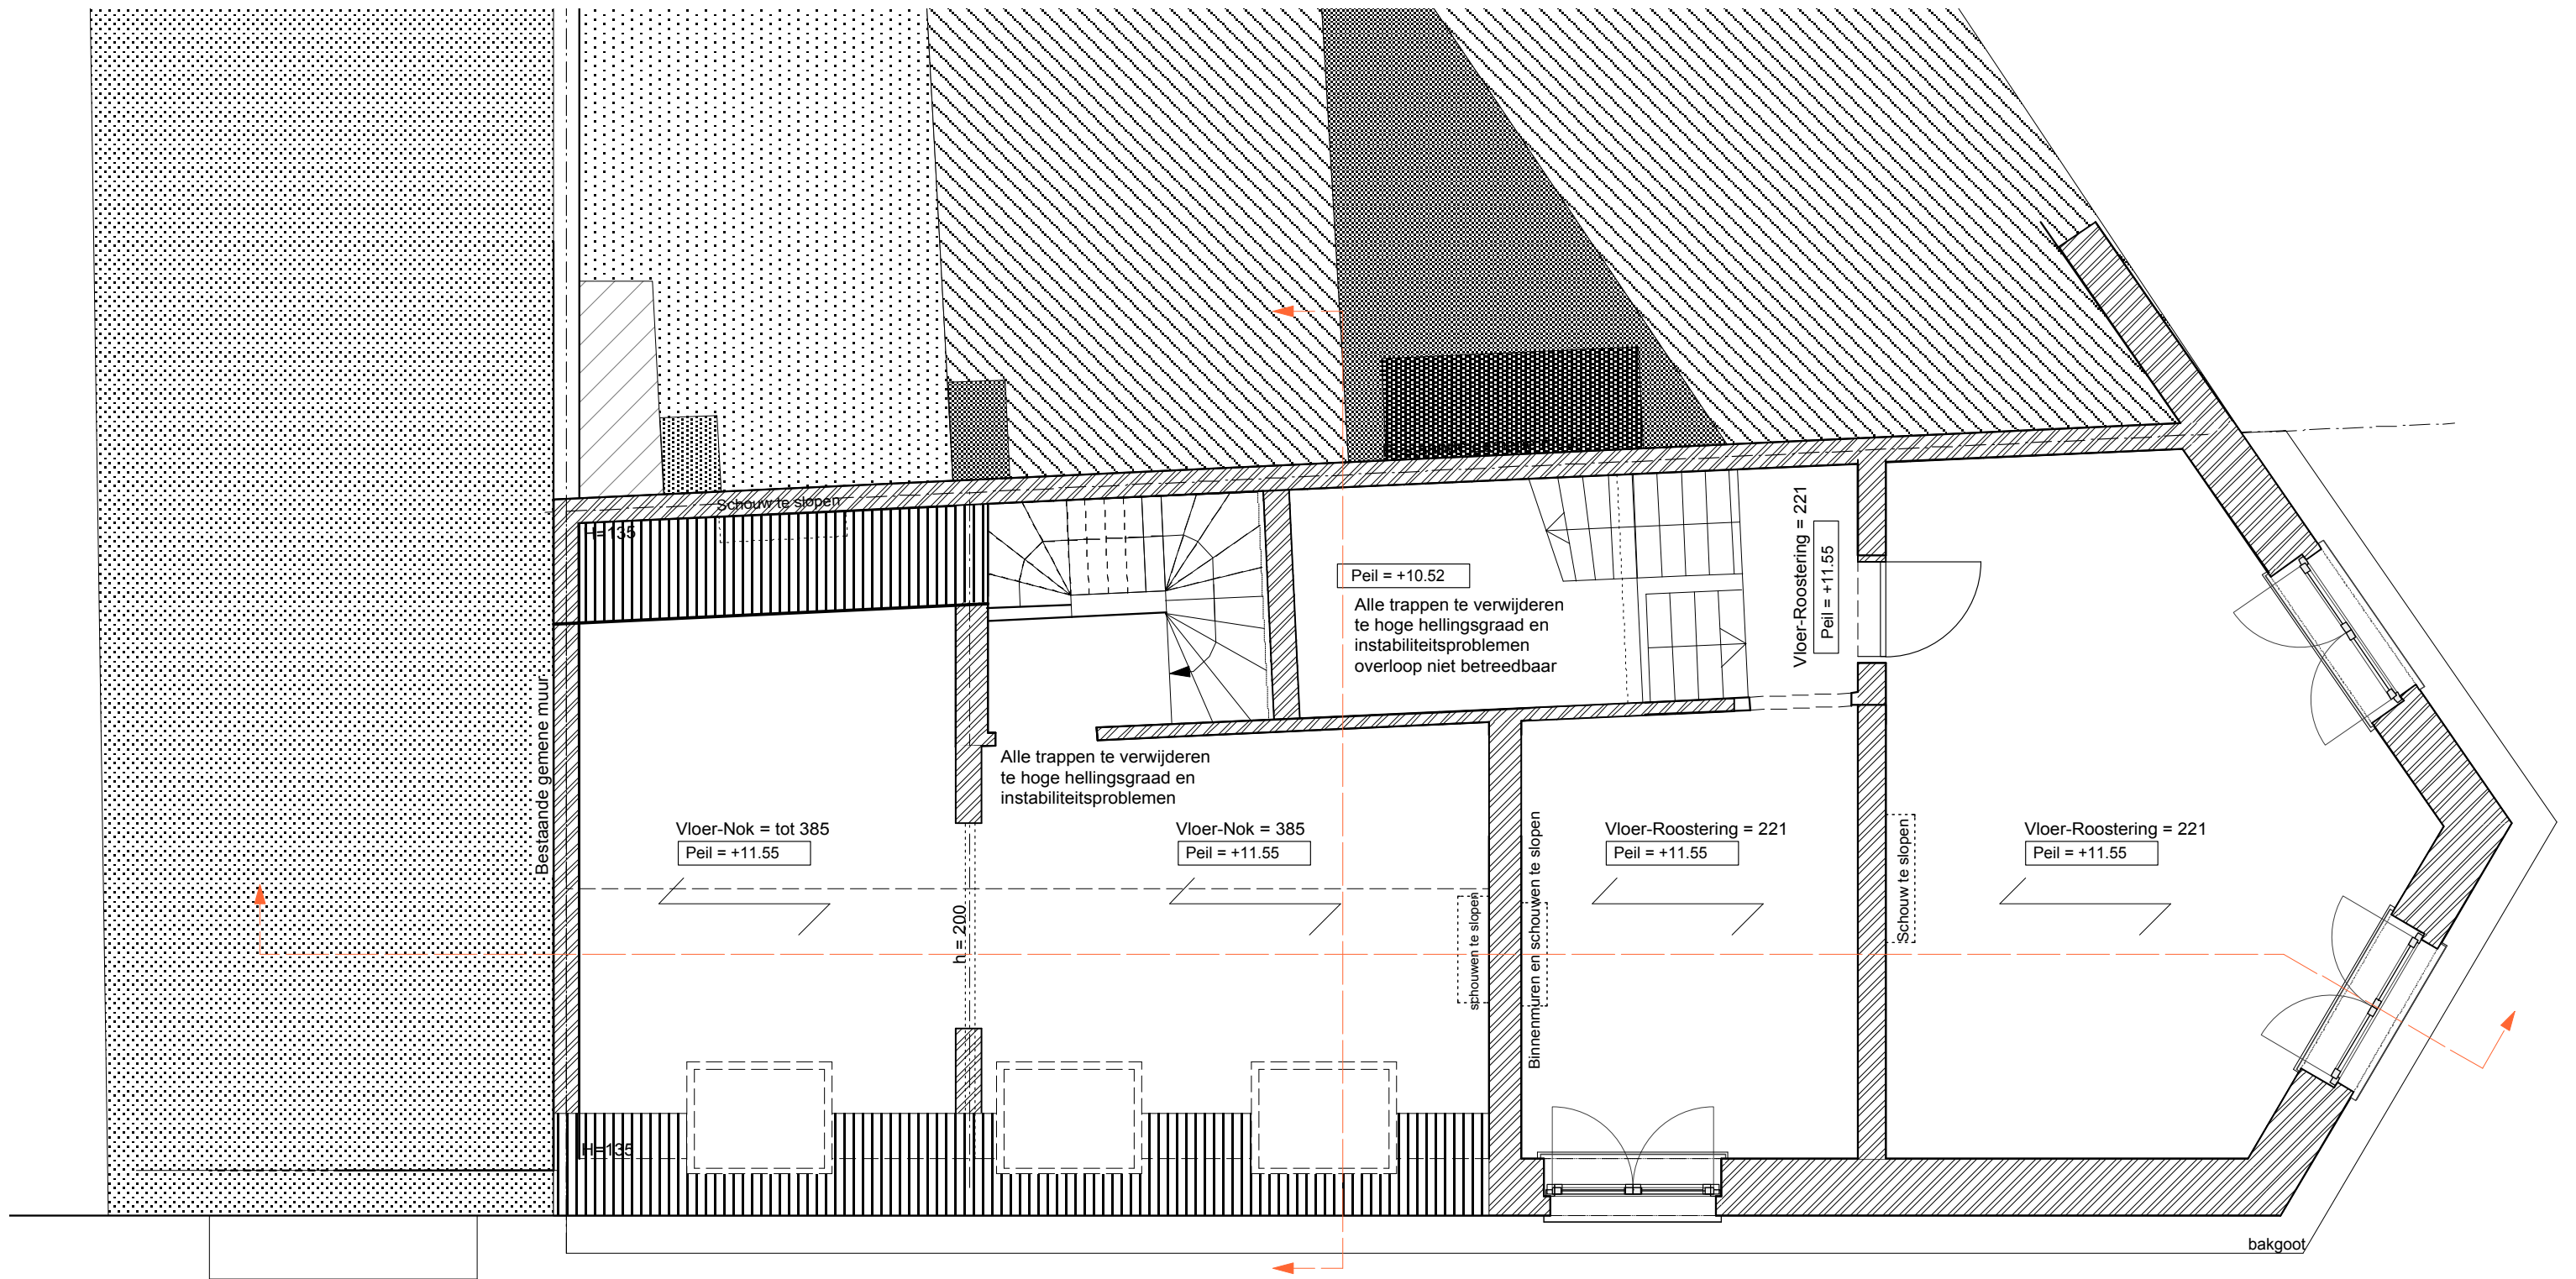 Schouw te slopen
H=135
Peil = +10.52
Alle trappen te verwijderen
te hoge hellingsgraad en
instabiliteitsproblemen
overloop niet betreedbaar
Vloer-Roostering = 221
Peil = +11.55
Bestaande gemene muur
Alle trappen te verwijderen
te hoge hellingsgraad en
instabiliteitsproblemen
Vloer-Nok = tot 385
Peil = +11.55
Vloer-Nok = 385
Peil = +11.55
Vloer-Roostering = 221
Peil = +11.55
Vloer-Roostering = 221
Peil = +11.55
h = 200
schouwen te slopen
Binnenmuren en schouwen te slopen
Schouw te slopen
H=135
bakgoot